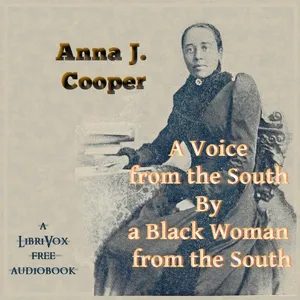 Anna J.
Cooper
A Voice
from the South
By
a Black Woman
from the South
A
LibriVox
Free
Audiobook